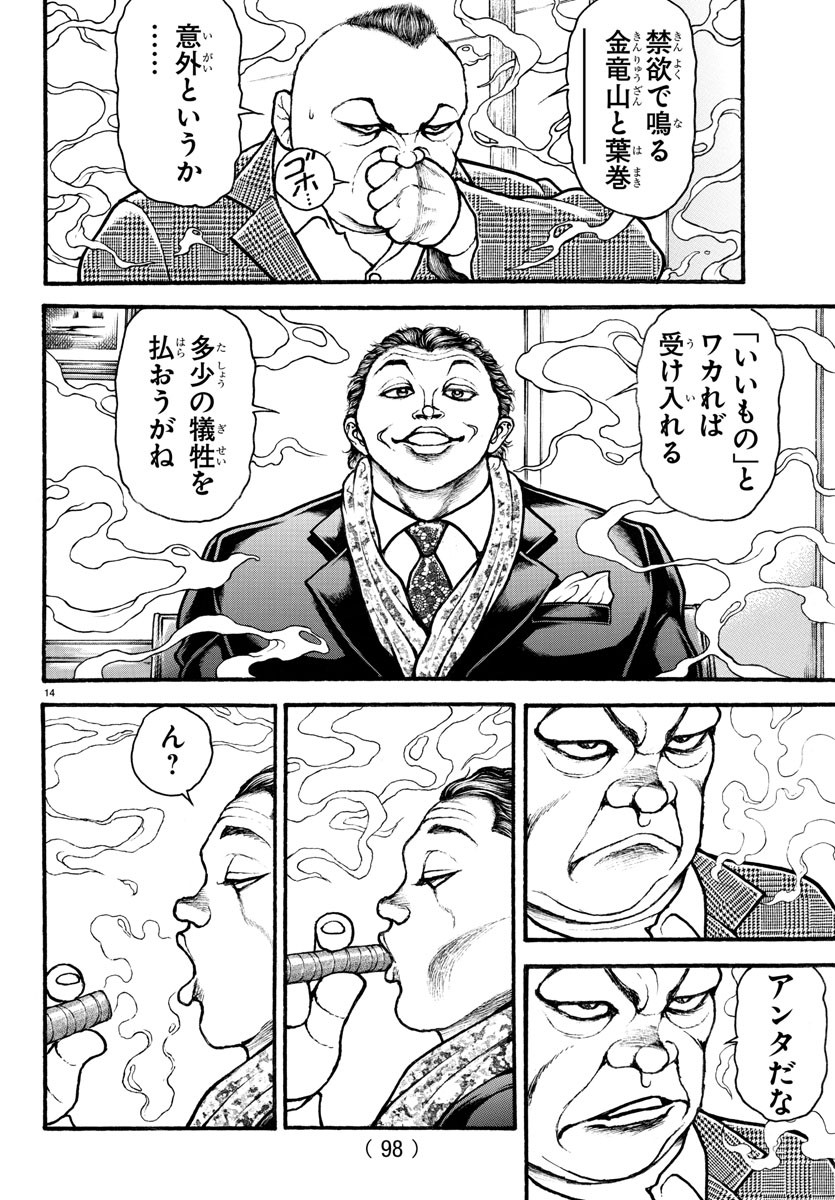 禁欲で鳴る
金竜山と葉巻
――
ゴホ…
意外というか
……
「いいもの」と
ワカれば
受け入れる
多少の犠牲を
払おうがね
14
アンタだな
ん？
( 98 )